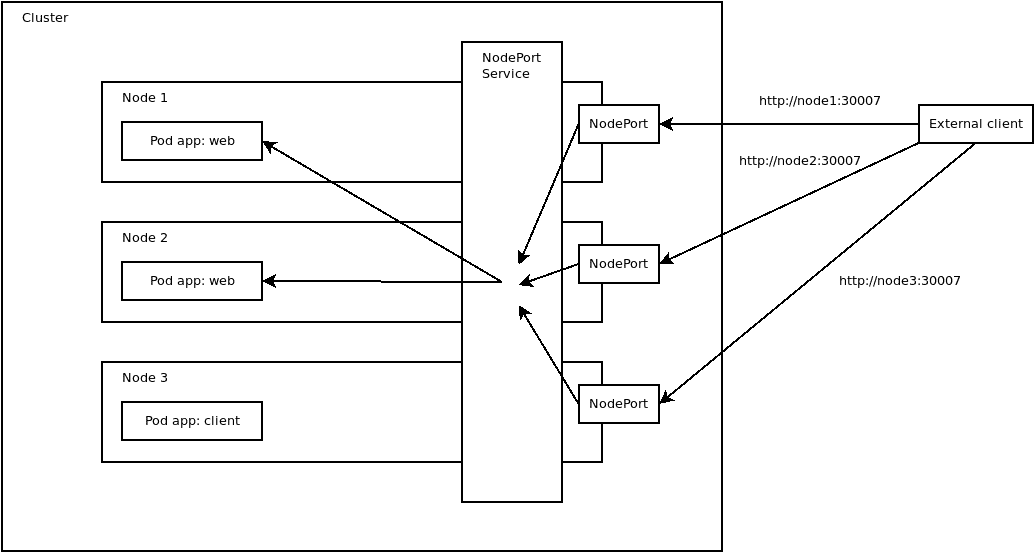 Cluster
NodePort
Service
Node 1
Pod app: web
NodePort
http://node1:30007
External client
http://node2:30007
Node 2
Pod app: web
NodePort
http://node3:30007
Node 3
Pod app: client
NodePort